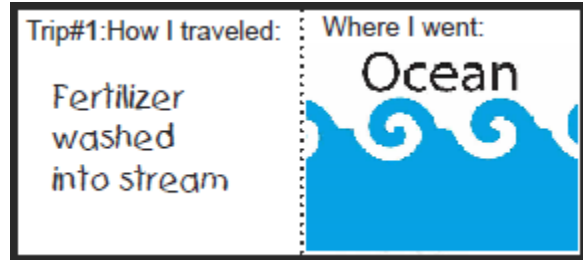 Trip#1:How I traveled:
Fertilizer
washed
into stream
Where I went:
Ocean